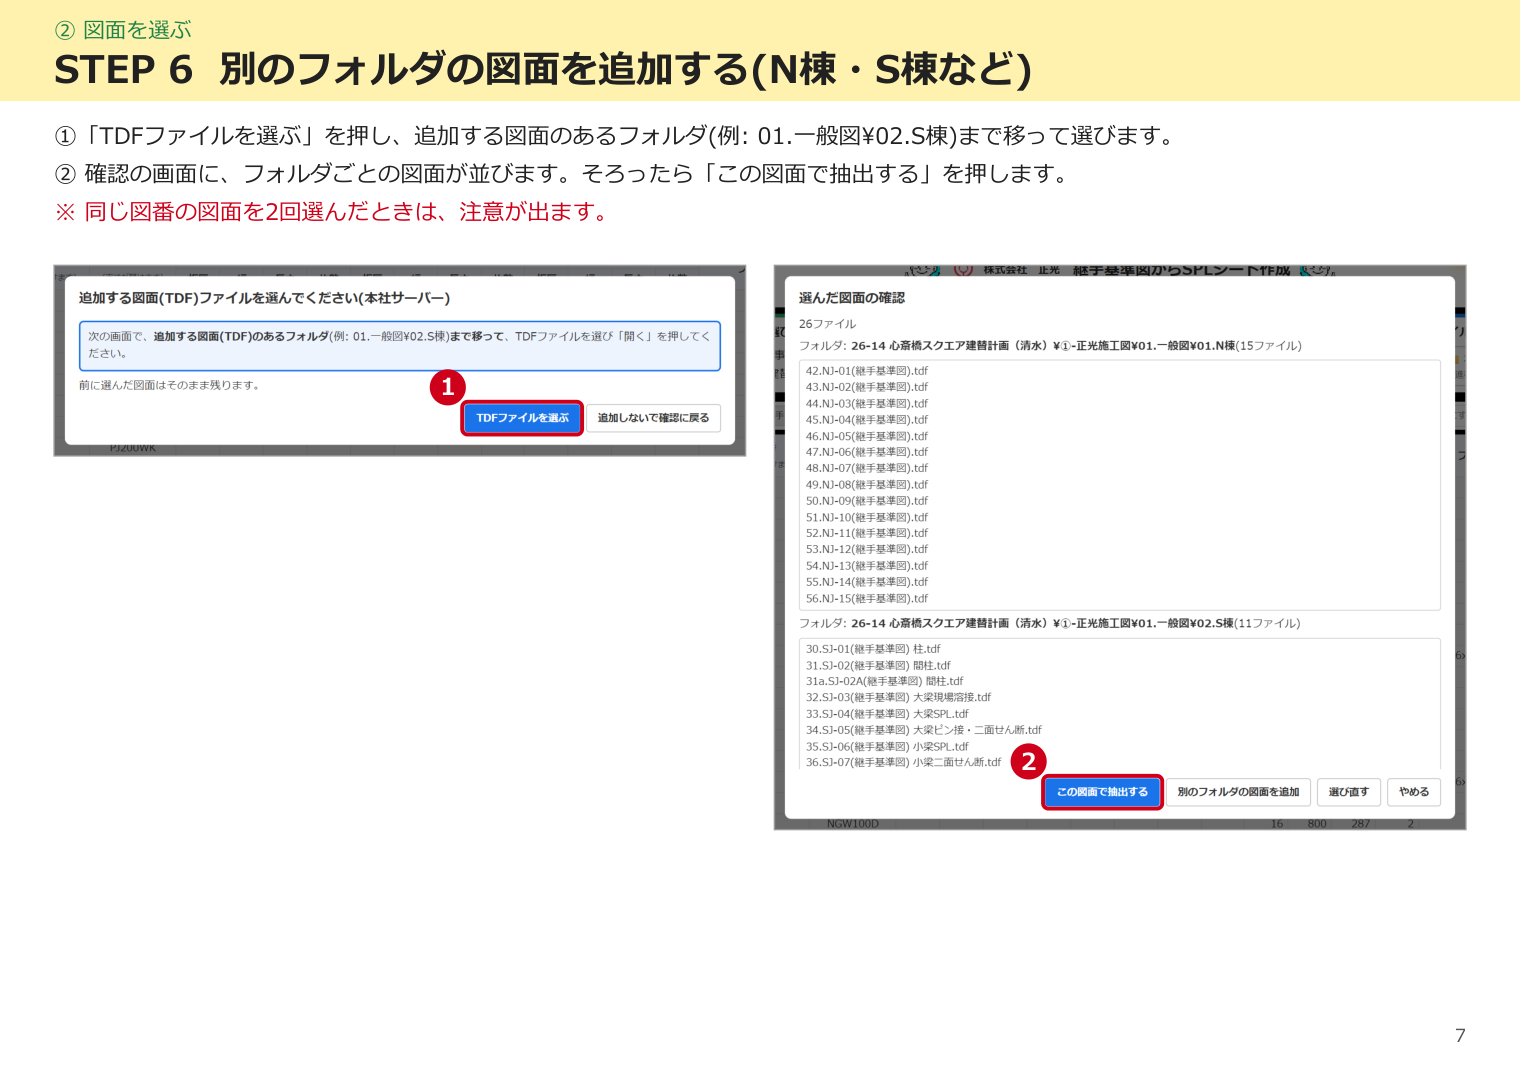 ② 図面を選ぶ
STEP 6 別のフォルダの図面を追加する(N棟・S棟など)
①「TDFファイルを選ぶ」を押し、追加する図面のあるフォルダ(例: 01.一般図¥02.S棟)まで移って選びます。
② 確認の画面に、フォルダごとの図面が並びます。そろったら「この図面で抽出する」を押します。
※ 同じ図番の図面を2回選んだときは、注意が出ます。
追加する図面(TDF)ファイルを選んでください(本社サーバー)
次の画面で、追加する図面(TDF)のあるフォルダ(例: 01.一般図¥02.S棟)まで移って、TDFファイルを選び「開く」を押してく
ださい。
前に選んだ図面はそのまま残ります。
1
TDFファイルを選ぶ
追加しないで確認に戻る
PJ200WK
株式会社 正光 継手基準図からSPLシート作成
選んだ図面の確認
26ファイル
フォルダ: 26-14 心斎橋スクエア建替計画（清水）¥①-正光施工図¥01.一般図¥01.N棟(15ファイル)
42.NJ-01(継手基準図).tdf
43.NJ-02(継手基準図).tdf
44.NJ-03(継手基準図).tdf
45.NJ-04(継手基準図).tdf
46.NJ-05(継手基準図).tdf
47.NJ-06(継手基準図).tdf
48.NJ-07(継手基準図).tdf
49.NJ-08(継手基準図).tdf
50.NJ-09(継手基準図).tdf
51.NJ-10(継手基準図).tdf
52.NJ-11(継手基準図).tdf
53.NJ-12(継手基準図).tdf
54.NJ-13(継手基準図).tdf
55.NJ-14(継手基準図).tdf
56.NJ-15(継手基準図).tdf
フォルダ: 26-14 心斎橋スクエア建替計画（清水）¥①-正光施工図¥01.一般図¥02.S棟(11ファイル)
30.SJ-01(継手基準図) 柱.tdf
31.SJ-02(継手基準図) 間柱.tdf
31a.SJ-02A(継手基準図) 間柱.tdf
32.SJ-03(継手基準図) 大梁現場溶接.tdf
33.SJ-04(継手基準図) 大梁SPL.tdf
34.SJ-05(継手基準図) 大梁ピン接・二面せん断.tdf
35.SJ-06(継手基準図) 小梁SPL.tdf
36.SJ-07(継手基準図) 小梁二面せん断.tdf
2
この図面で抽出する
別のフォルダの図面を追加
選び直す
やめる
NGW100D 16 800 287 2
7